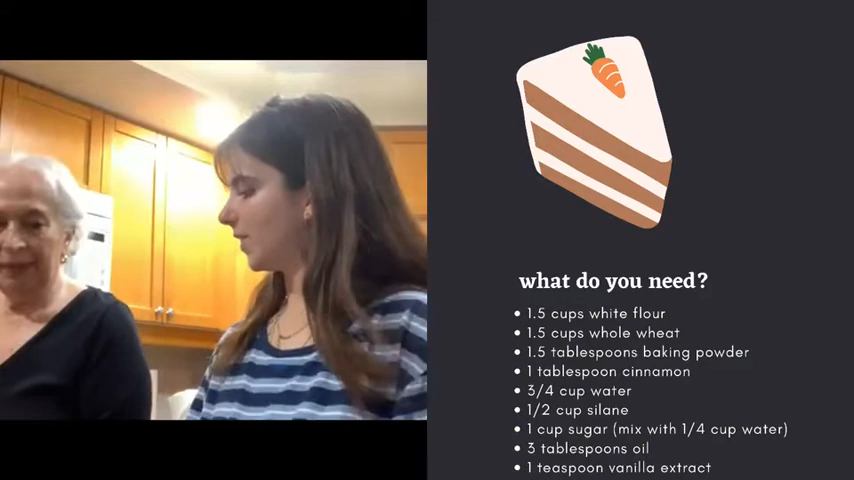 what do you need?
• 1.5 cups white flour
• 1.5 cups whole wheat
• 1.5 tablespoons baking powder
• 1 tablespoon cinnamon
• 3/4 cup water
• 1/2 cup silane
• 1 cup sugar (mix with 1/4 cup water)
• 3 tablespoons oil
• 1 teaspoon vanilla extract